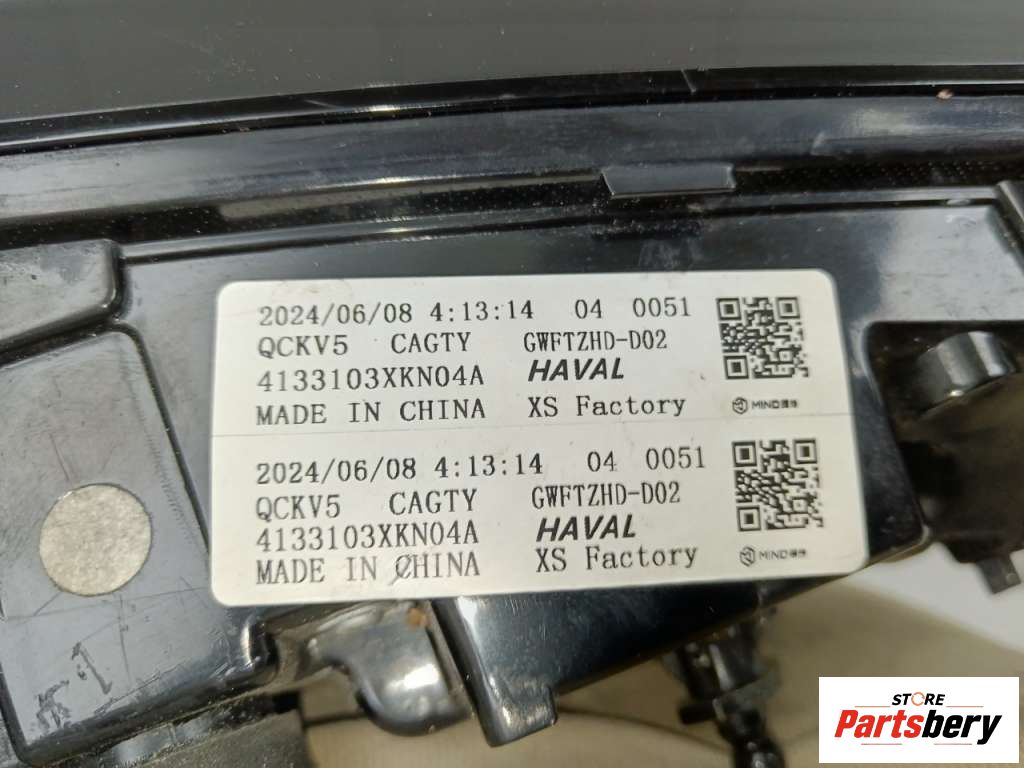 2024/06/08 4:13:14 04 0051
QCKV5 CAGTY GWFTZHD-D02
4133103XKN04A HAVAL
MADE IN CHINA XS Factory MIND
2024/06/08 4:13:14 04 0051
QCKV5 CAGTY GWFTZHD-D02
4133103XKN04A HAVAL
MADE IN CHINA XS Factory MIND
STORE
Partsbery